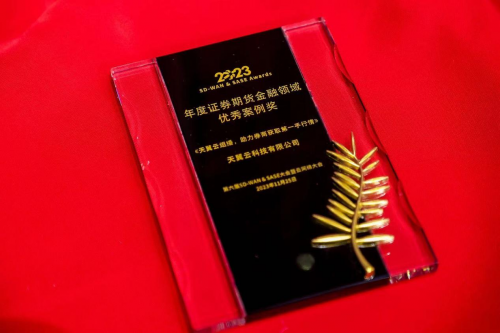 2023
SD-WAN & SASE Awards
年度证券期货金融领域
优秀案例奖
《天翼云组播，助力券商获取第一手行情》
天翼云科技有限公司
第六届SD-WAN & SASE大会暨云网络大会
2023年11月25日